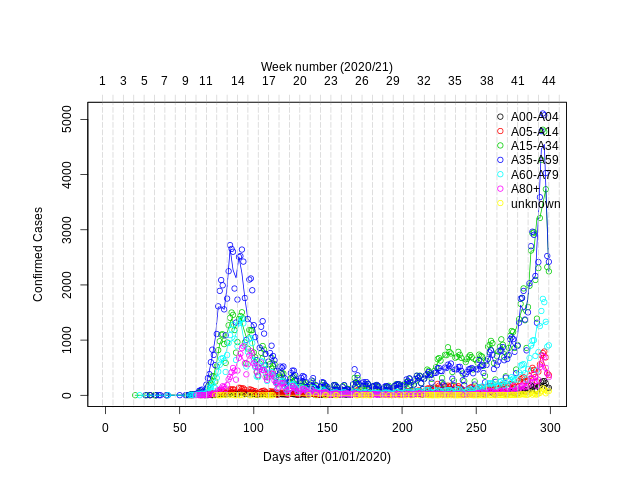 Week number (2020/21)
1 3 5 7 9 11 14 17 20 23 26 29 32 35 38 41 44
5000
4000
3000
2000
1000
0
Confirmed Cases
A00-A04
A05-A14
A15-A34
A35-A59
A60-A79
A80+
unknown
0 50 100 150 200 250 300
Days after (01/01/2020)